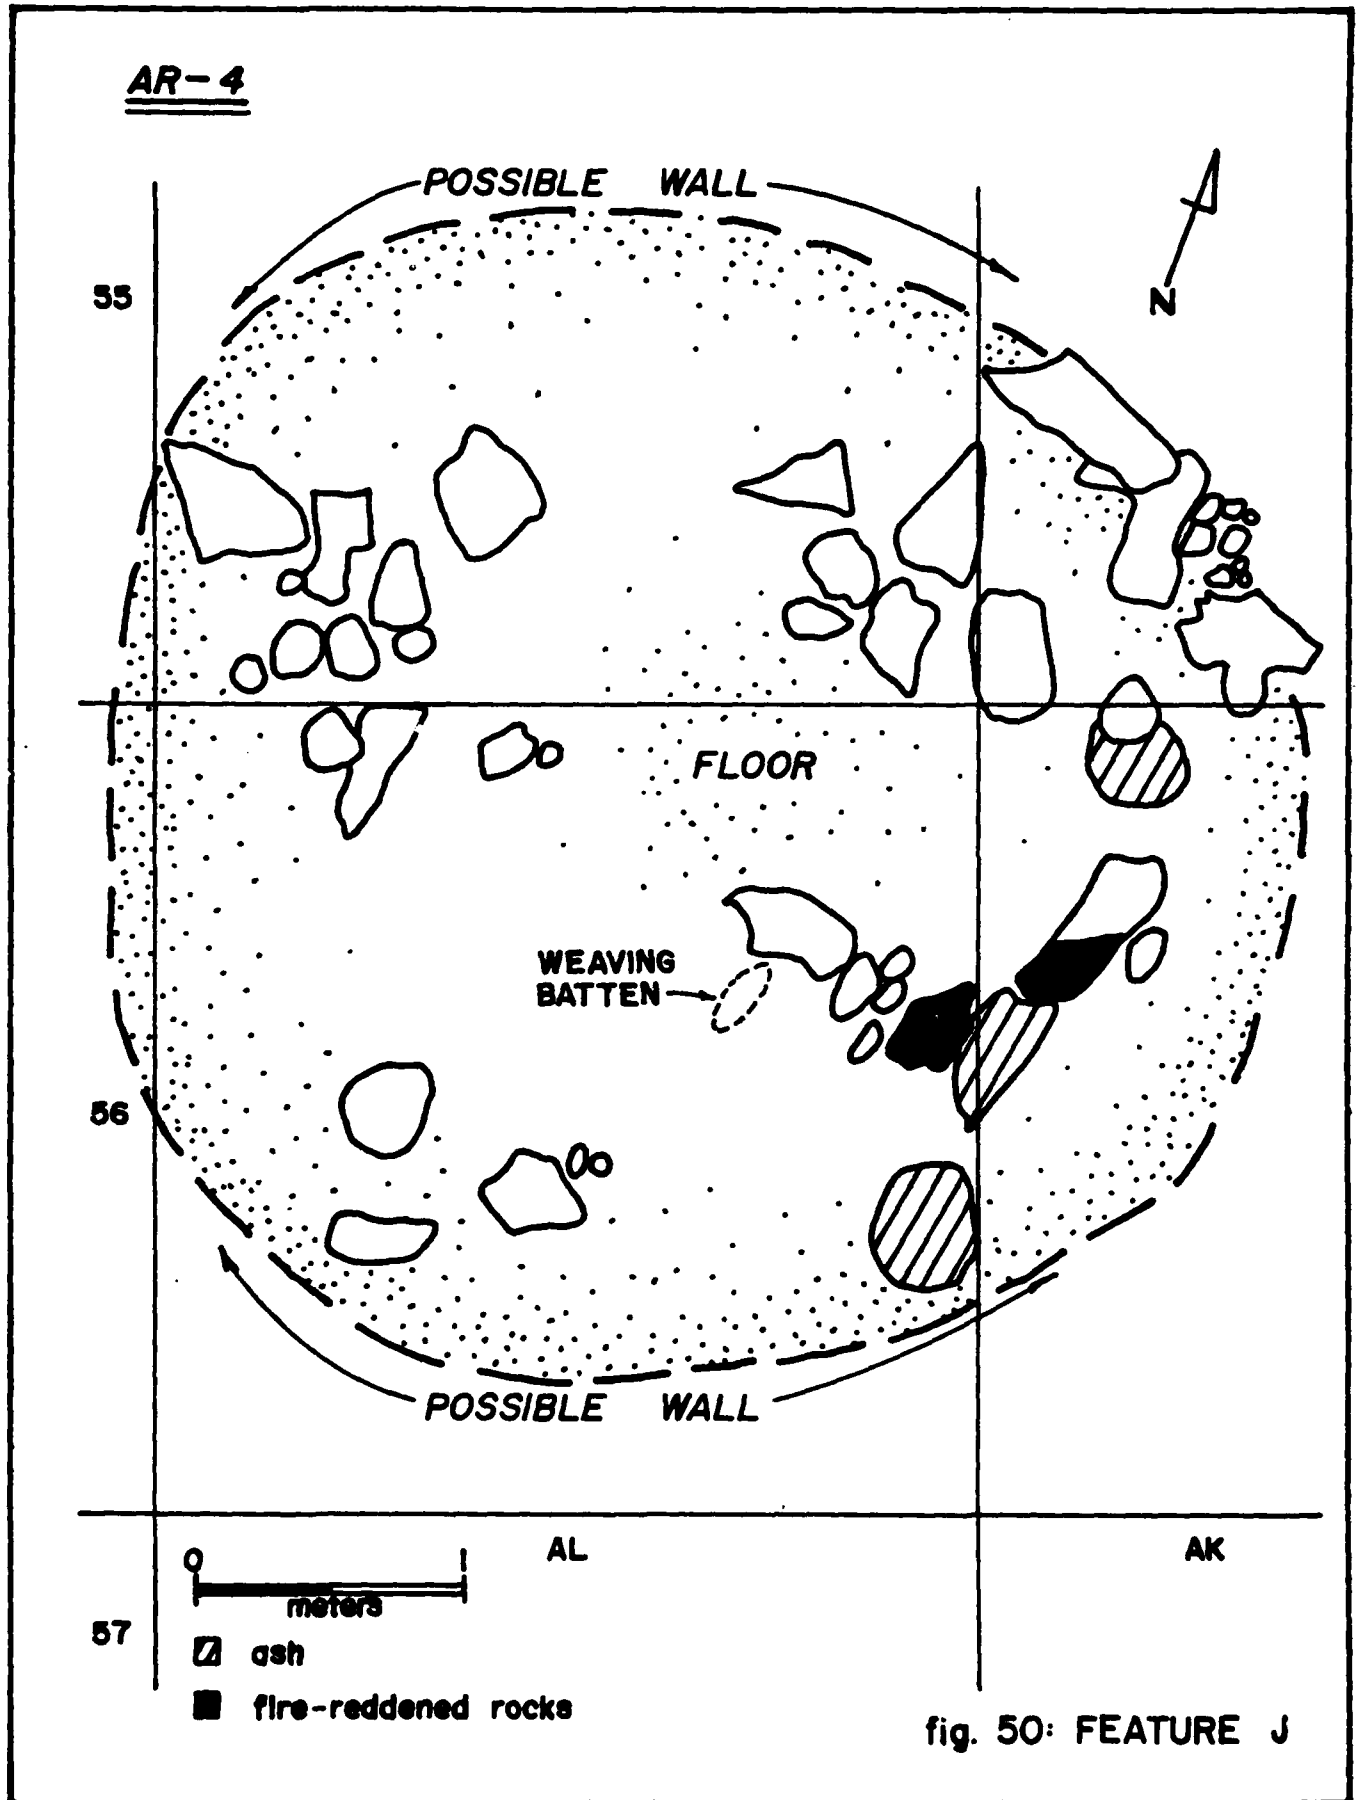 AR-4
POSSIBLE WALL
55
N
FLOOR
WEAVING
BATTEN
56
POSSIBLE WALL
AL
AK
0 1
meters
57
ash
fire-reddened rocks
fig. 50: FEATURE J